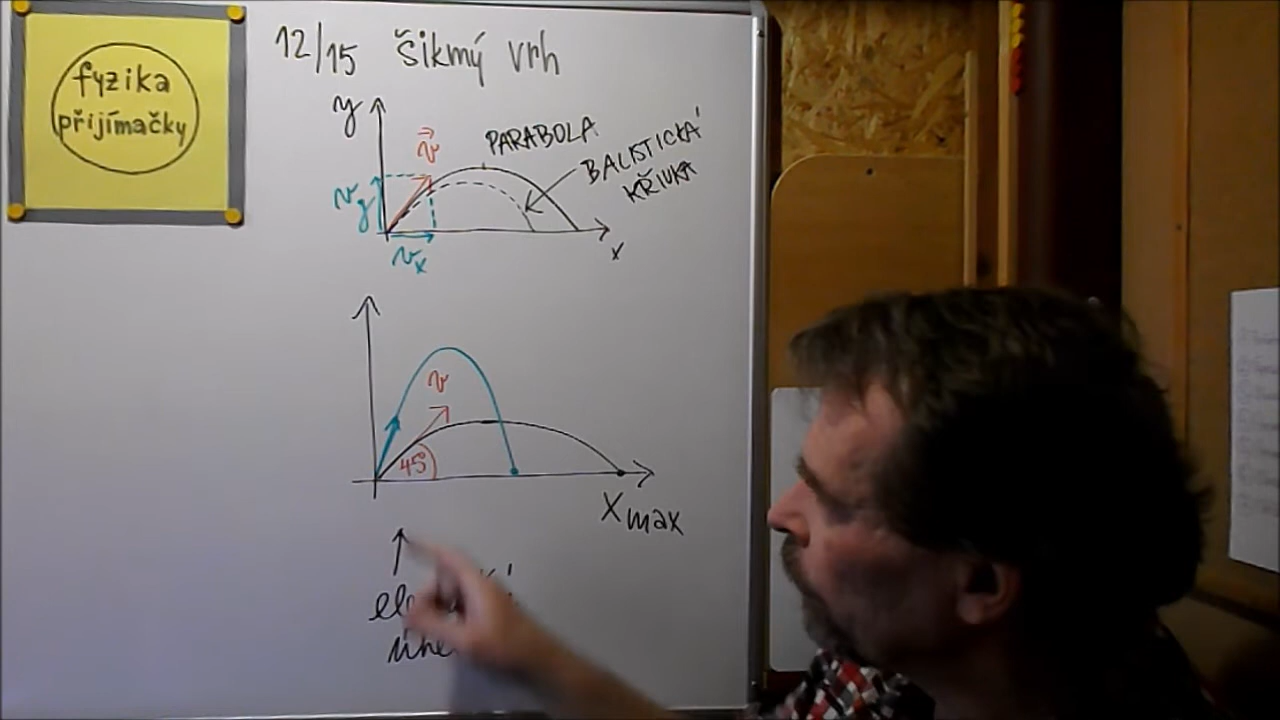 fyzika
přijímačky
12/15 šikmý vrh
y
v
PARABOLA
BALISTICKÁ
KŘIVKA
vy
vx
x
v
45°
xmax